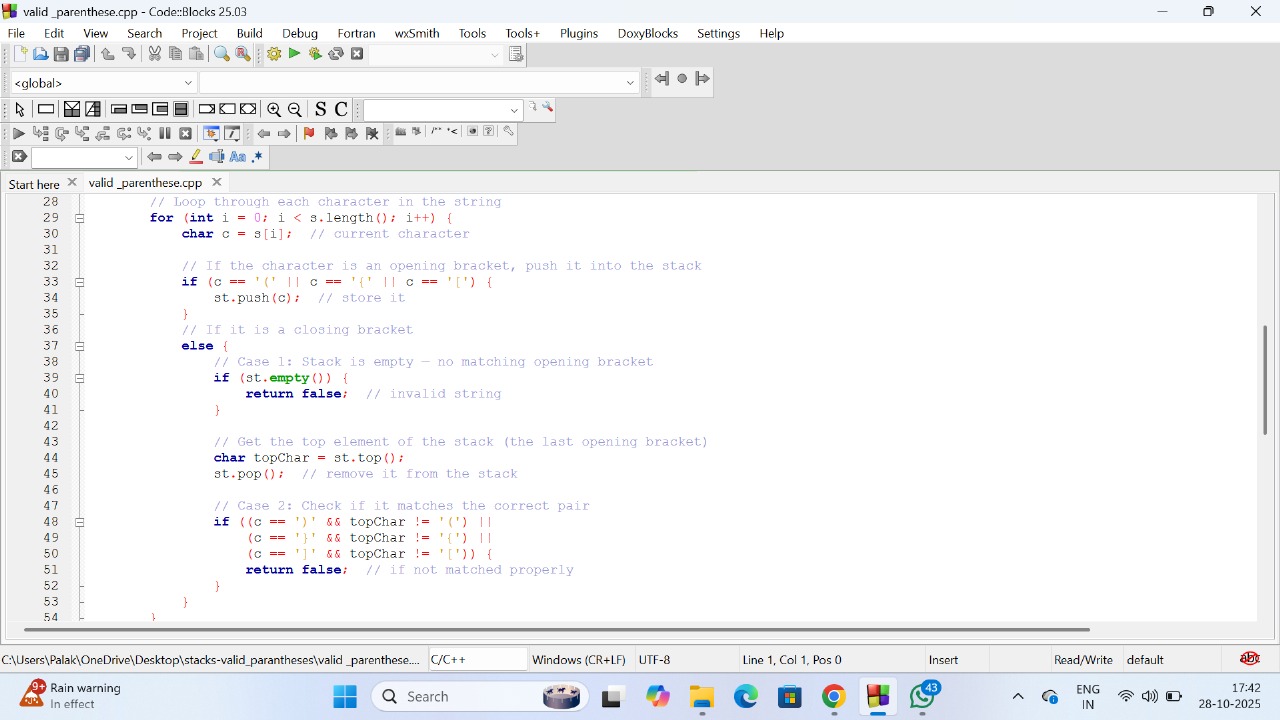 valid _parenthese.cpp - Code::Blocks 25.03
File Edit View Search Project Build Debug Fortran wxSmith Tools Tools+ Plugins DoxyBlocks Settings Help
<global>
S C
Aa .*
Start here valid _parenthese.cpp
28 // Loop through each character in the string
29 for (int i = 0; i < s.length(); i++) {
30 char c = s[i]; // current character
31
32 // If the character is an opening bracket, push it into the stack
33 if (c == '(' || c == '{' || c == '[') {
34 st.push(c); // store it
35 }
36 // If it is a closing bracket
37 else {
38 // Case 1: Stack is empty — no matching opening bracket
39 if (st.empty()) {
40 return false; // invalid string
41 }
42
43 // Get the top element of the stack (the last opening bracket)
44 char topChar = st.top();
45 st.pop(); // remove it from the stack
46
47 // Case 2: Check if it matches the correct pair
48 if ((c == ')' && topChar != '(') ||
49 (c == '}' && topChar != '{') ||
50 (c == ']' && topChar != '[')) {
51 return false; // if not matched properly
52 }
53 }
54 }
C:\Users\Palak\OneDrive\Desktop\stacks-valid_parantheses\valid _parenthese.... C/C++ Windows (CR+LF) UTF-8 Line 1, Col 1, Pos 0 Insert Read/Write default abc
9+ Rain warning
In effect
Search
43
ENG
IN
17:42
28-10-2025